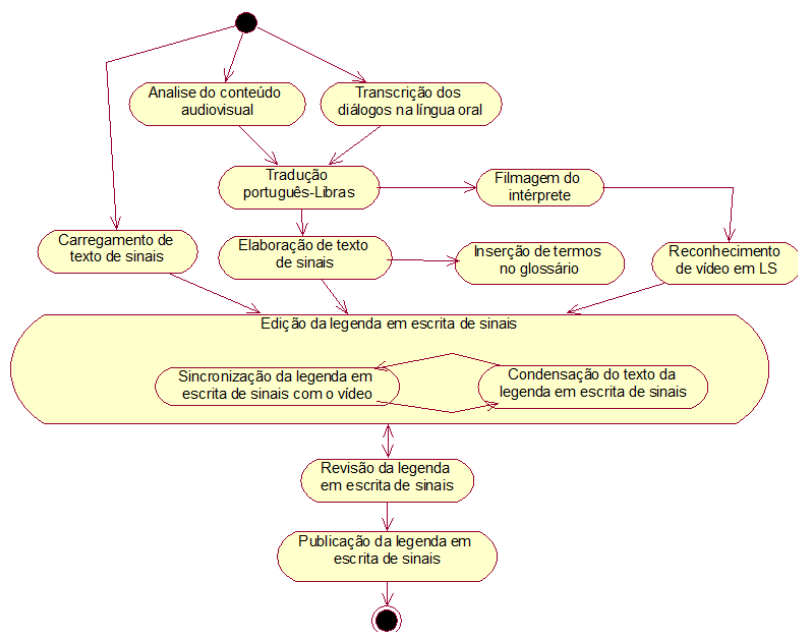 Analise do conteúdo
audiovisual
Transcrição dos
diálogos na língua oral
Tradução
português-Libras
Filmagem do
intérprete
Carregamento de
texto de sinais
Elaboração de texto
de sinais
Inserção de termos
no glossário
Reconhecimento
de vídeo em LS
Edição da legenda em escrita de sinais
Sincronização da legenda em
escrita de sinais com o vídeo
Condensação do texto da
legenda em escrita de sinais
Revisão da legenda
em escrita de sinais
Publicação da legenda em
escrita de sinais